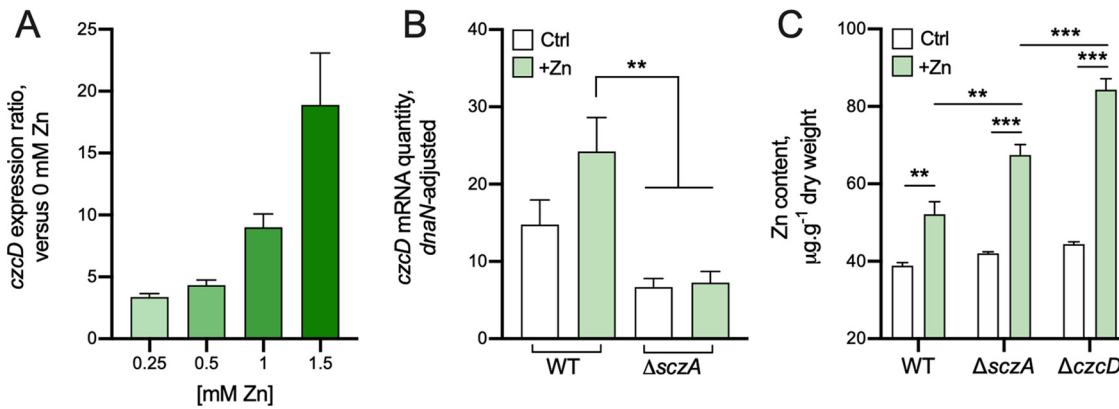 A
czcD expression ratio,
versus 0 mM Zn
25
20
15
10
5
0
0.25 0.5 1 1.5
[mM Zn]
B
czcD mRNA quantity,
dnaN-adjusted
40
30
20
10
0
Ctrl
+Zn
**
WT ΔsczA
C
Zn content,
µg.g⁻¹ dry weight
100
80
60
40
20
Ctrl
+Zn
***
***
**
***
**
WT ΔsczA ΔczcD